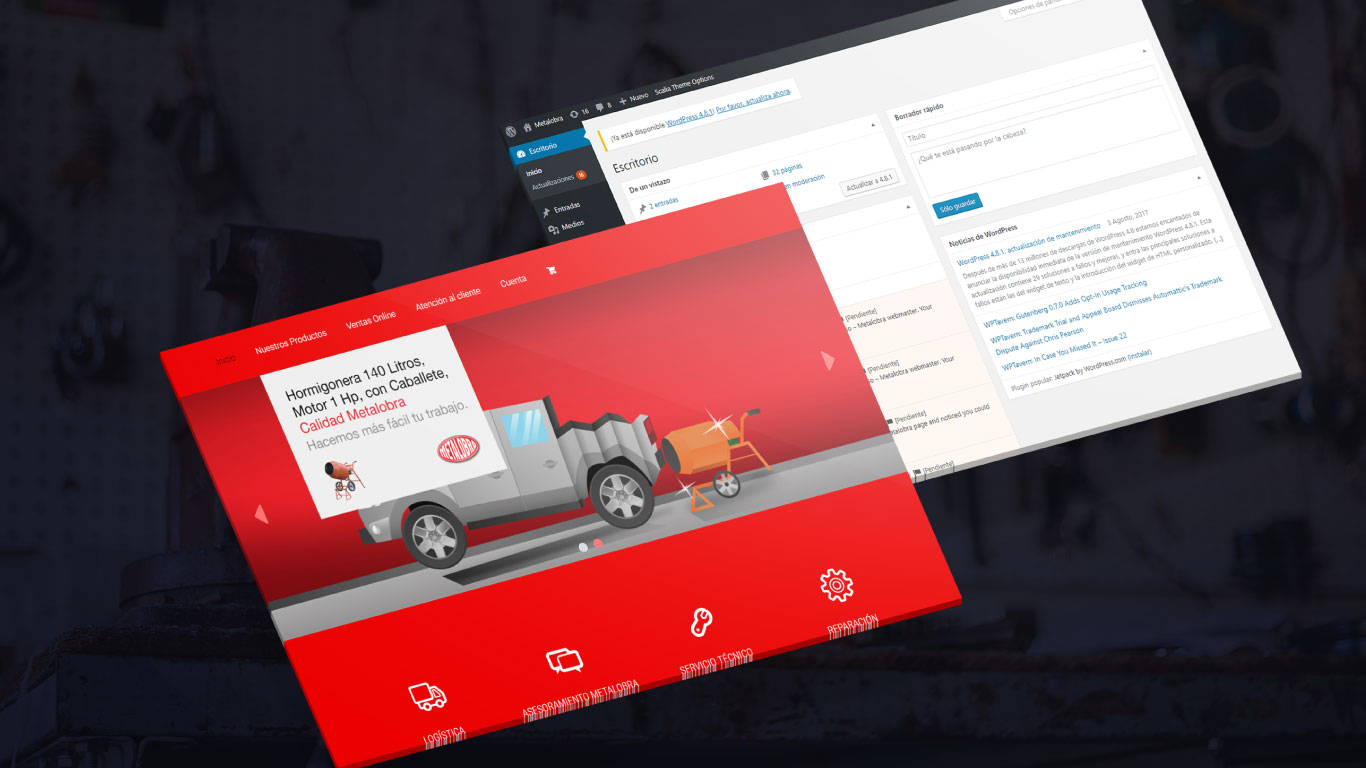 Opciones de pantalla
Metalobra 16 8 Nuevo Scalia Theme Options
¡Ya está disponible WordPress 4.8.1! Por favor, actualiza ahora.
Escritorio
Inicio
Actualizaciones 16
Entradas
Medios
Escritorio
De un vistazo
2 entradas
32 páginas
en moderación
Actualizar a 4.8.1
Borrador rápido
Título
¿Qué te está pasando por la cabeza?
Sólo guardar
Noticias de WordPress
WordPress 4.8.1, actualización de mantenimiento 3 Agosto, 2017
Después de más de 13 millones de descargas de WordPress 4.8 estamos encantados de
anunciar la disponibilidad inmediata de la versión de mantenimiento WordPress 4.8.1. Esta
actualización contiene 29 soluciones a fallos y mejoras, y entra las principales soluciones a
fallos están las del widget de texto y la introducción del widget de HTML personalizado. [...]
WPTavern: Gutenberg 0.7.0 Adds Opt-in Usage Tracking
WPTavern: Trademark Trial and Appeal Board Dismisses Automattic's Trademark
Dispute Against Chris Pearson
WPTavern: In Case You Missed It – Issue 22
Plugin popular: Jetpack by WordPress.com (Instalar)
[Pendiente]
– Metalobra webmaster. Your
[Pendiente]
– Metalobra webmaster. Your
[Pendiente]
page and noticed you could
[Pendiente]
Inicio
Nuestros Productos
Ventas Online
Atención al cliente
Cuenta
Hormigonera 140 Litros,
Motor 1 Hp, con Caballete,
Calidad Metalobra
Hacemos más fácil tu trabajo.
METALOBRA
LOGÍSTICA
ASESORAMIENTO METALOBRA
SERVICIO TÉCNICO
REPARACIÓN